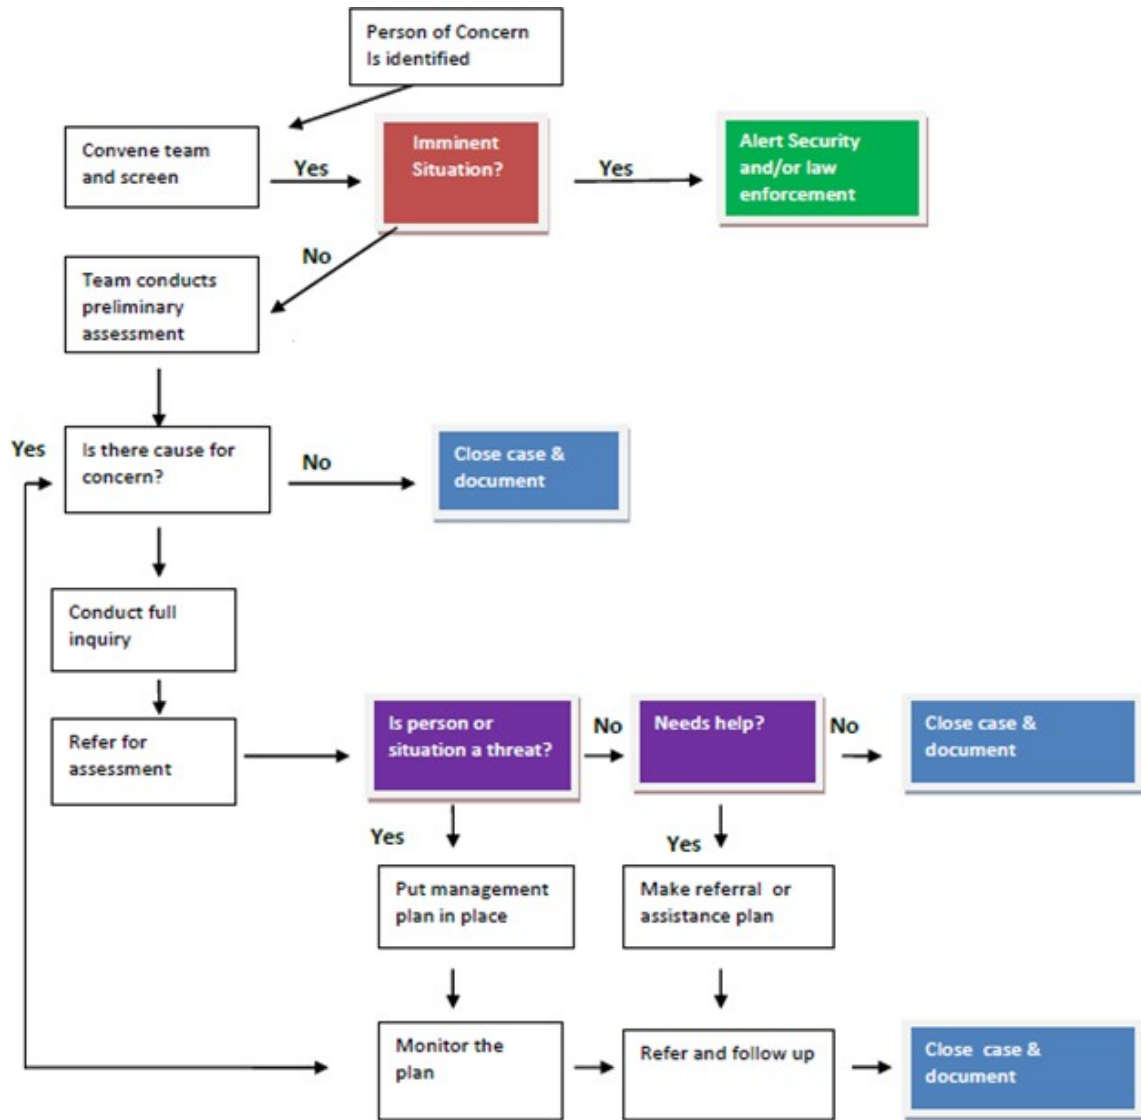 Person of Concern
Is identified
Convene team
and screen
Yes
Imminent
Situation?
Yes
Alert Security
and/or law
enforcement
No
Team conducts
preliminary
assessment
Yes
Is there cause for
concern?
No
Close case &
document
Conduct full
inquiry
Refer for
assessment
Is person or
situation a threat?
No
Needs help?
No
Close case &
document
Yes
Yes
Put management
plan in place
Make referral or
assistance plan
Monitor the
plan
Refer and follow up
Close case &
document